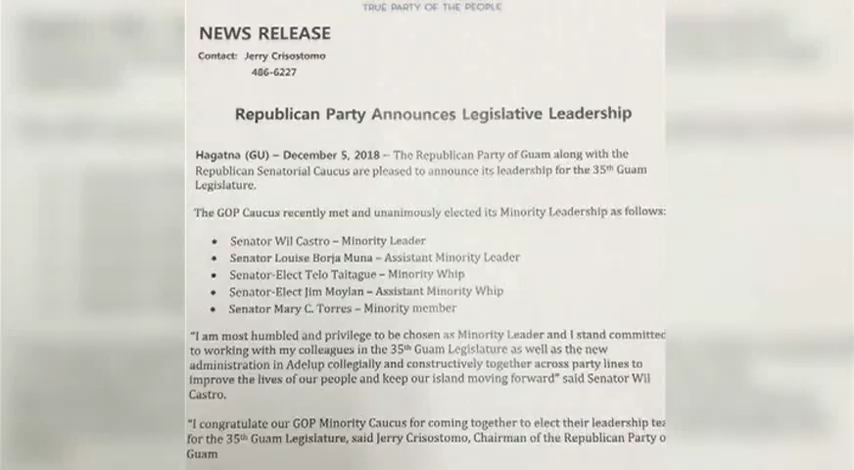 TRUE PARTY OF THE PEOPLE
NEWS RELEASE
Contact: Jerry Crisostomo
486-6227
Republican Party Announces Legislative Leadership
Hagatna (GU) – December 5, 2018 – The Republican Party of Guam along with the
Republican Senatorial Caucus are pleased to announce its leadership for the 35th Guam
Legislature.
The GOP Caucus recently met and unanimously elected its Minority Leadership as follows:
• Senator Wil Castro – Minority Leader
• Senator Louise Borja Muna – Assistant Minority Leader
• Senator-Elect Telo Taitague – Minority Whip
• Senator-Elect Jim Moylan – Assistant Minority Whip
• Senator Mary C. Torres – Minority member
"I am most humbled and privilege to be chosen as Minority Leader and I stand committed
to working with my colleagues in the 35th Guam Legislature as well as the new
administration in Adelup collegially and constructively together across party lines to
improve the lives of our people and keep our island moving forward" said Senator Wil
Castro.
"I congratulate our GOP Minority Caucus for coming together to elect their leadership tea
for the 35th Guam Legislature, said Jerry Crisostomo, Chairman of the Republican Party o
Guam